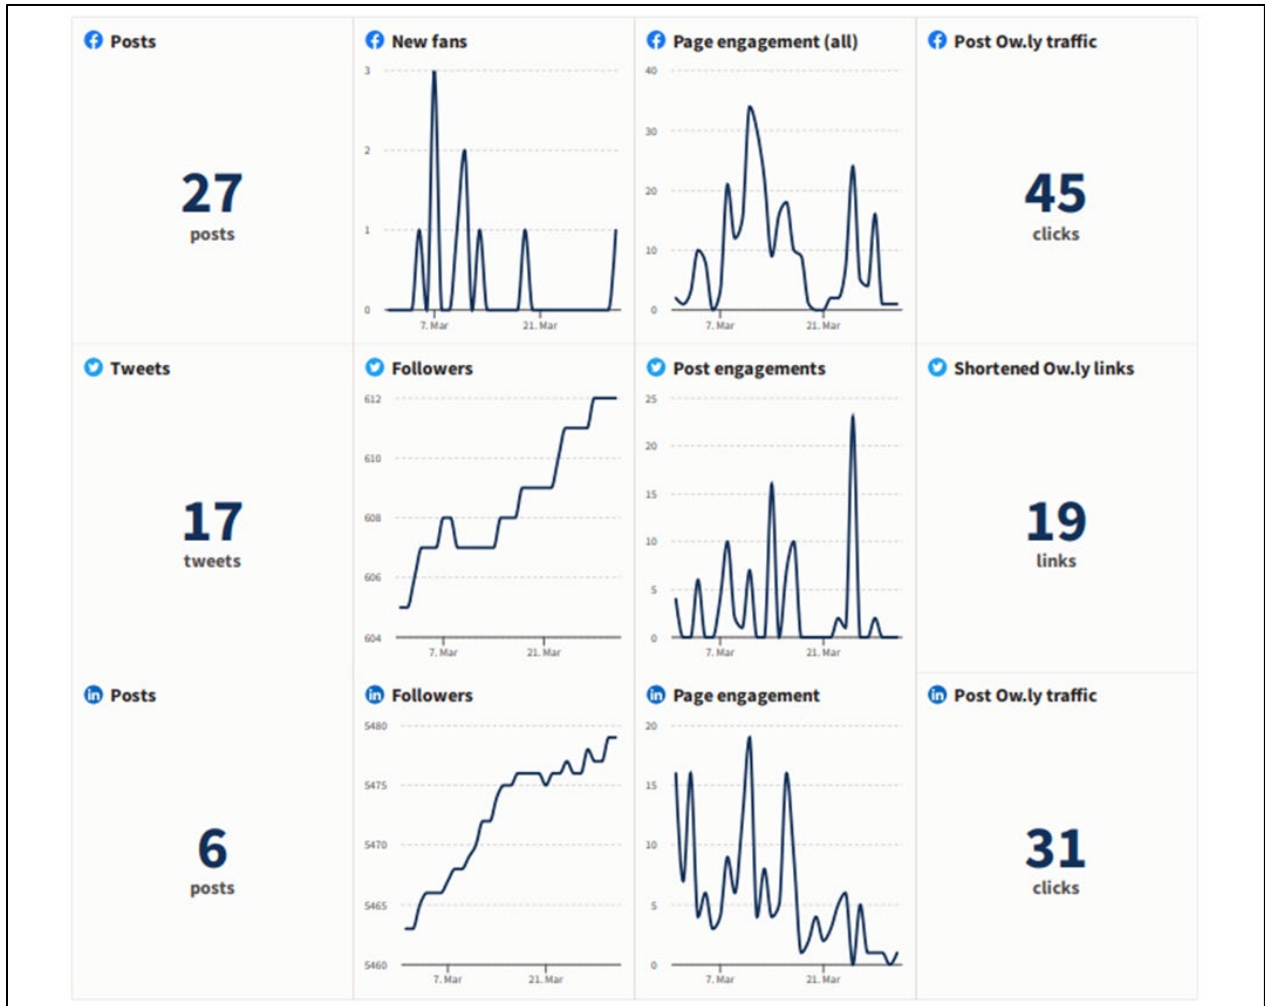 Posts
27
posts
New fans
3
2
1
0
7. Mar
21. Mar
Page engagement (all)
40
30
20
10
0
7. Mar
21. Mar
Post Ow.ly traffic
45
clicks
Tweets
17
tweets
Followers
612
610
608
606
604
7. Mar
21. Mar
Post engagements
25
20
15
10
5
0
7. Mar
21. Mar
Shortened Ow.ly links
19
links
in Posts
6
posts
in Followers
5480
5475
5470
5465
5460
7. Mar
21. Mar
in Page engagement
20
15
10
5
0
7. Mar
21. Mar
in Post Ow.ly traffic
31
clicks